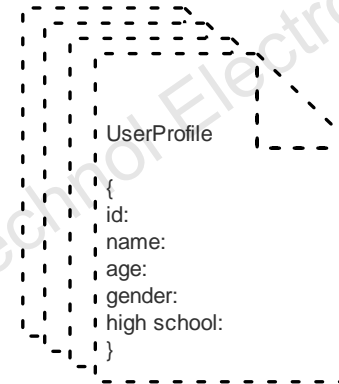 UserProfile
{
id:
name:
age:
gender:
high school:
}